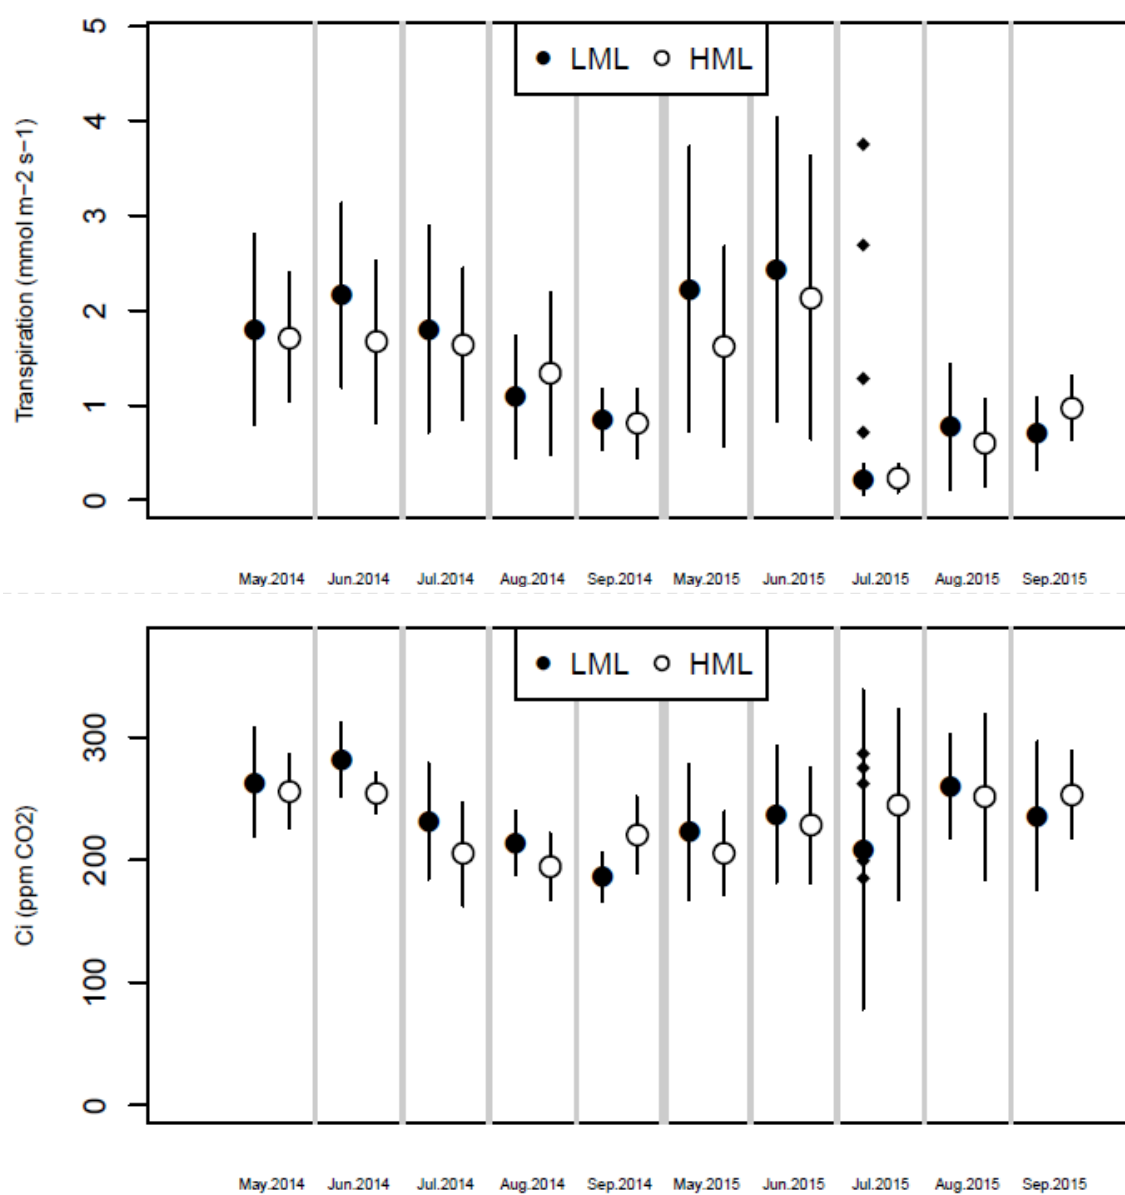 5
4
3
2
1
0
Transpiration (mmol m−2 s−1)
LML HML
May.2014 Jun.2014 Jul.2014 Aug.2014 Sep.2014 May.2015 Jun.2015 Jul.2015 Aug.2015 Sep.2015
300
200
100
0
Ci (ppm CO2)
LML HML
May.2014 Jun.2014 Jul.2014 Aug.2014 Sep.2014 May.2015 Jun.2015 Jul.2015 Aug.2015 Sep.2015